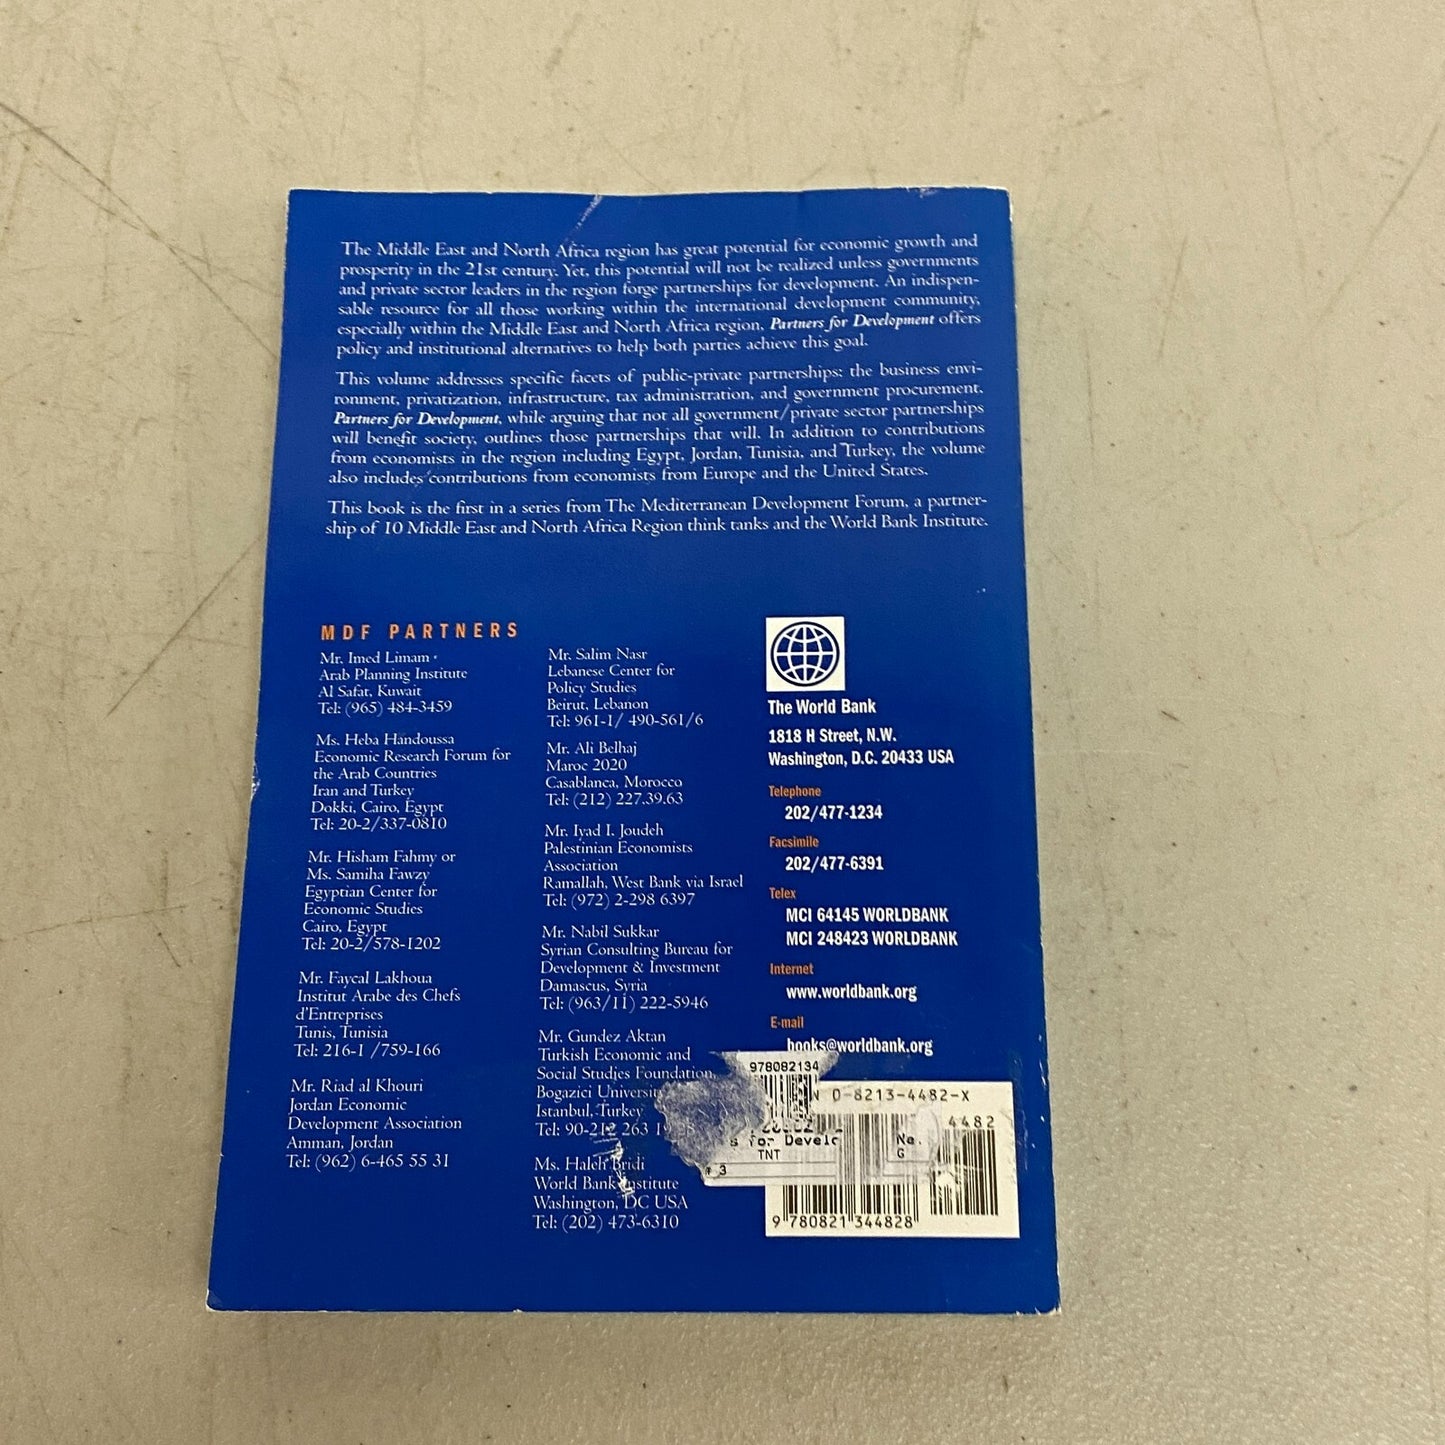 The Middle East and North Africa region has great potential for economic growth and
prosperity in the 21st century. Yet, this potential will not be realized unless governments
and private sector leaders in the region forge partnerships for development. An indispen-
sable resource for all those working within the international development community,
especially within the Middle East and North Africa region, Partners for Development offers
policy and institutional alternatives to help both parties achieve this goal.
This volume addresses specific facets of public-private partnerships: the business envi-
ronment, privatization, infrastructure, tax administration, and government procurement.
Partners for Development, while arguing that not all government/private sector partnerships
will benefit society, outlines those partnerships that will. In addition to contributions
from economists in the region including Egypt, Jordan, Tunisia, and Turkey, the volume
also includes contributions from economists from Europe and the United States.
This book is the first in a series from The Mediterranean Development Forum, a partner-
ship of 10 Middle East and North Africa Region think tanks and the World Bank Institute.
MDF PARTNERS
Mr. Imed Limam
Arab Planning Institute
Al Safat, Kuwait
Tel: (965) 484-3459
Ms. Heba Handoussa
Economic Research Forum for
the Arab Countries
Iran and Turkey
Dokki, Cairo, Egypt
Tel: 20-2/337-0810
Mr. Hisham Fahmy or
Ms. Samiha Fawzy
Egyptian Center for
Economic Studies
Cairo, Egypt
Tel: 20-2/578-1202
Mr. Faycal Lakhoua
Institut Arabe des Chefs
d'Entreprises
Tunis, Tunisia
Tel: 216-1 /759-166
Mr. Riad al Khouri
Jordan Economic
Development Association
Amman, Jordan
Tel: (962) 6-465 55 31
Mr. Salim Nasr
Lebanese Center for
Policy Studies
Beirut, Lebanon
Tel: 961-1/ 490-561/6
Mr. Ali Belhaj
Maroc 2020
Casablanca, Morocco
Tel: (212) 227.39.63
Mr. Iyad I. Joudeh
Palestinian Economists
Association
Ramallah, West Bank via Israel
Tel: (972) 2-298 6397
Mr. Nabil Sukkar
Syrian Consulting Bureau for
Development & Investment
Damascus, Syria
Tel: (963/11) 222-5946
Mr. Gundez Aktan
Turkish Economic and
Social Studies Foundation,
Bogazici University
Istanbul, Turkey
Tel: 90-212 263
Ms. Haleh Bridi
World Bank Institute
Washington, DC USA
Tel: (202) 473-6310
The World Bank
1818 H Street, N.W.
Washington, D.C. 20433 USA
Telephone
202/477-1234
Facsimile
202/477-6391
Telex
MCI 64145 WORLDBANK
MCI 248423 WORLDBANK
Internet
www.worldbank.org
E-mail
books@worldbank.org
978082134
N 0-8213-4482-X
4482
s for Develo
Ne.
TNT
G
3
9 780821 344828